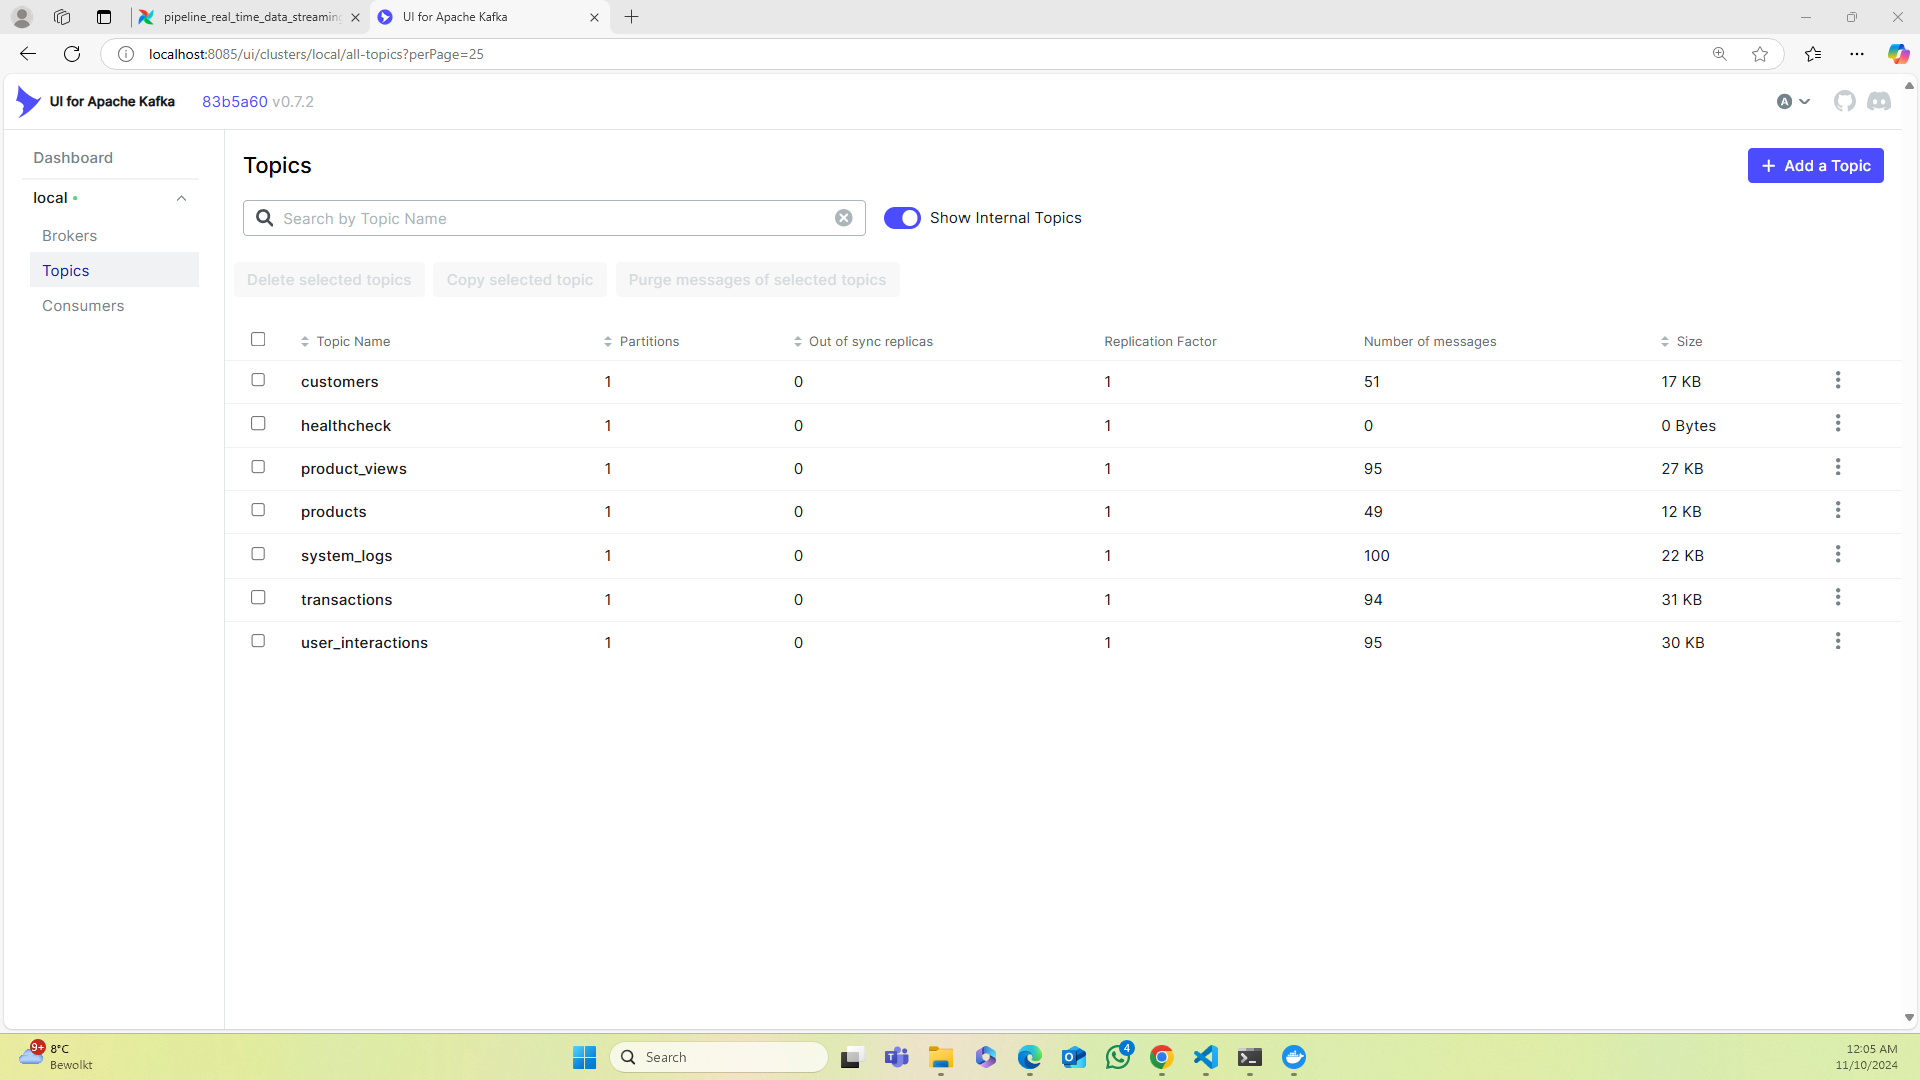 pipeline_real_time_data_streaming
UI for Apache Kafka
localhost:8085/ui/clusters/local/all-topics?perPage=25
UI for Apache Kafka
83b5a60 v0.7.2
A
Dashboard
local
Brokers
Topics
Consumers
Topics
Add a Topic
Search by Topic Name
Show Internal Topics
Delete selected topics
Copy selected topic
Purge messages of selected topics
Topic Name Partitions Out of sync replicas Replication Factor Number of messages Size
customers 1 0 1 51 17 KB
healthcheck 1 0 1 0 0 Bytes
product_views 1 0 1 95 27 KB
products 1 0 1 49 12 KB
system_logs 1 0 1 100 22 KB
transactions 1 0 1 94 31 KB
user_interactions 1 0 1 95 30 KB
9+
8°C
Bewolkt
Search
4
12:05 AM
11/10/2024